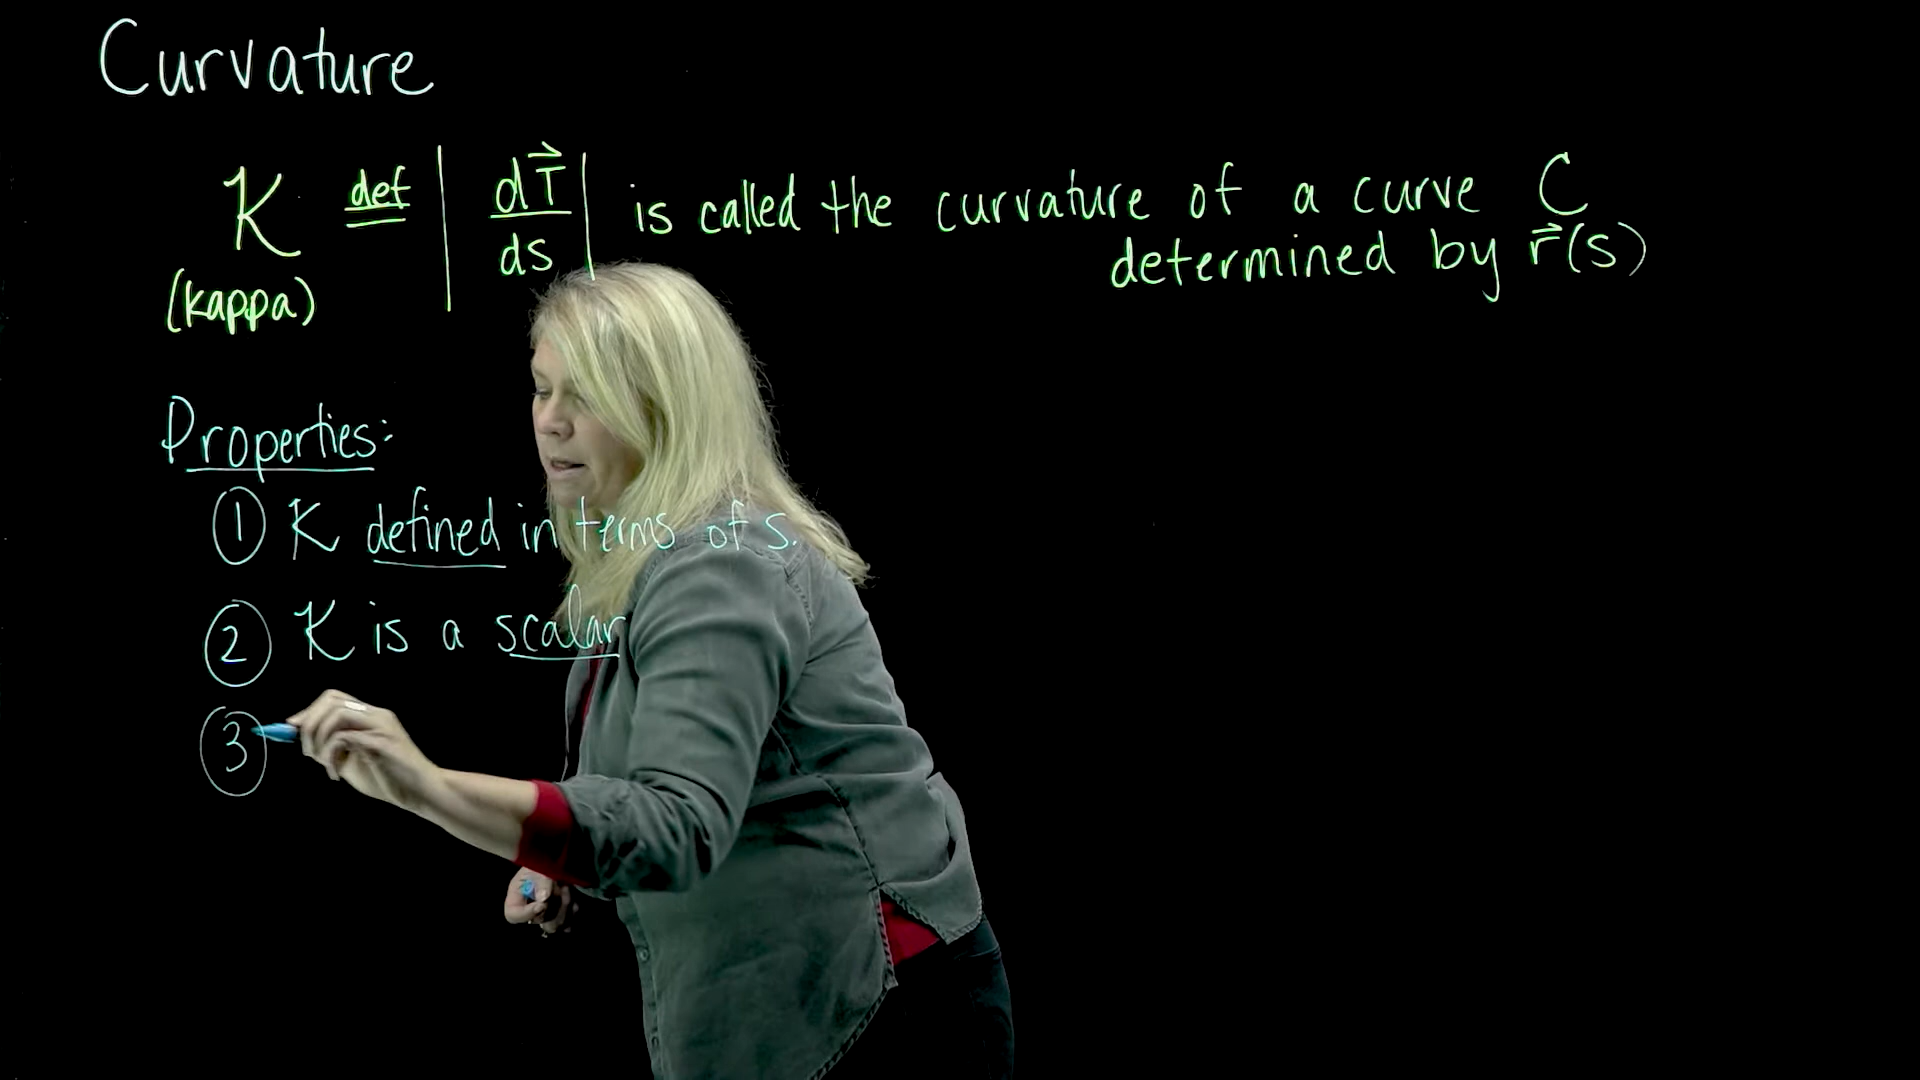 Curvature
K def | dT⃗/ds | is called the curvature of a curve C
determined by r⃗(s)
(kappa)
Properties:
① K defined in terms of s.
② K is a scalar
③